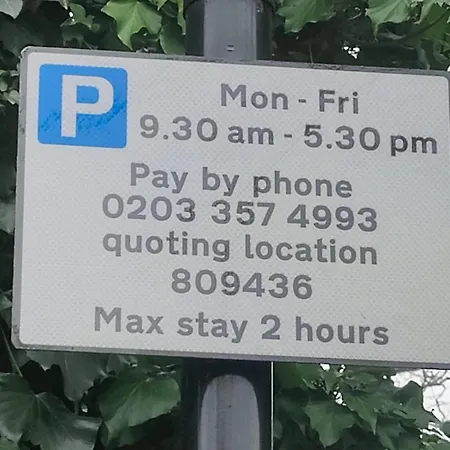 P
Mon - Fri
9.30 am - 5.30 pm
Pay by phone
0203 357 4993
quoting location
809436
Max stay 2 hours